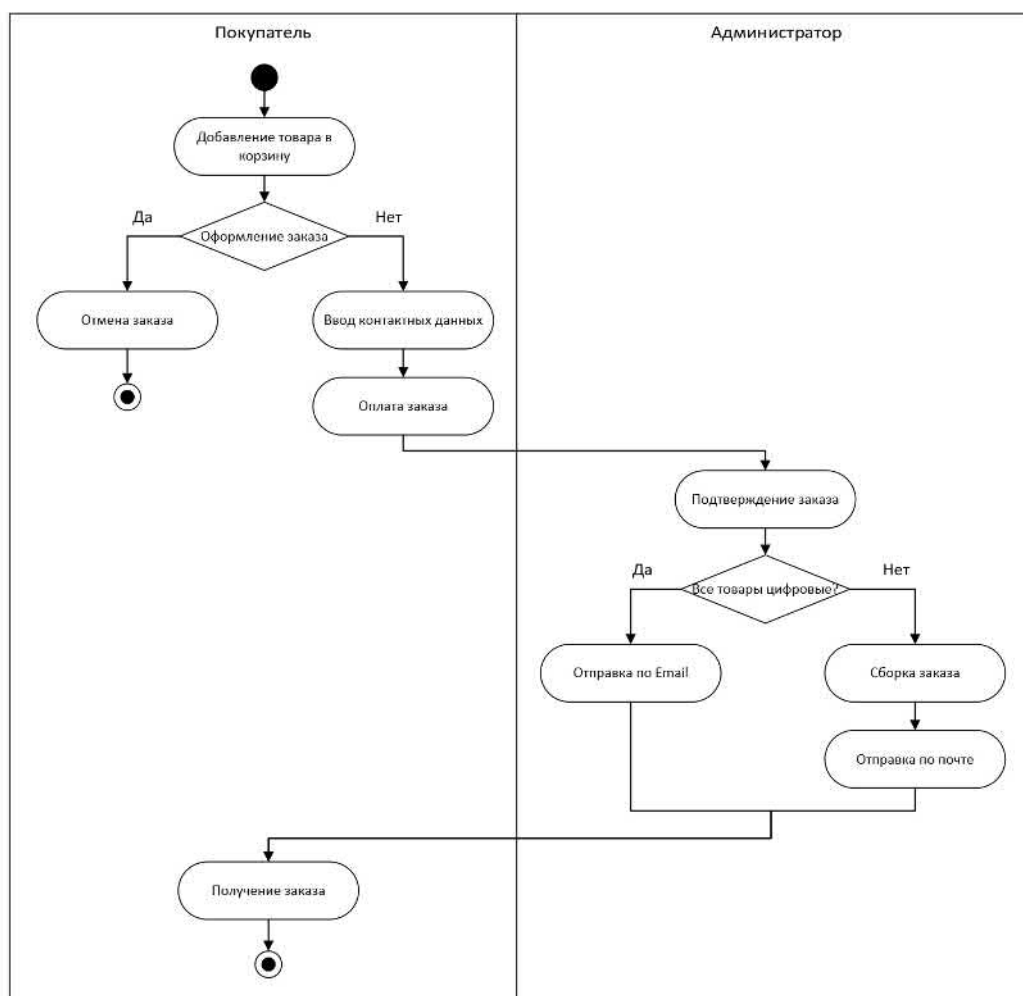 Покупатель
Администратор
Добавление товара в
корзину
Да
Нет
Оформление заказа
Отмена заказа
Ввод контактных данных
Оплата заказа
Подтверждение заказа
Да
Нет
Все товары цифровые?
Отправка по Email
Сборка заказа
Отправка по почте
Получение заказа